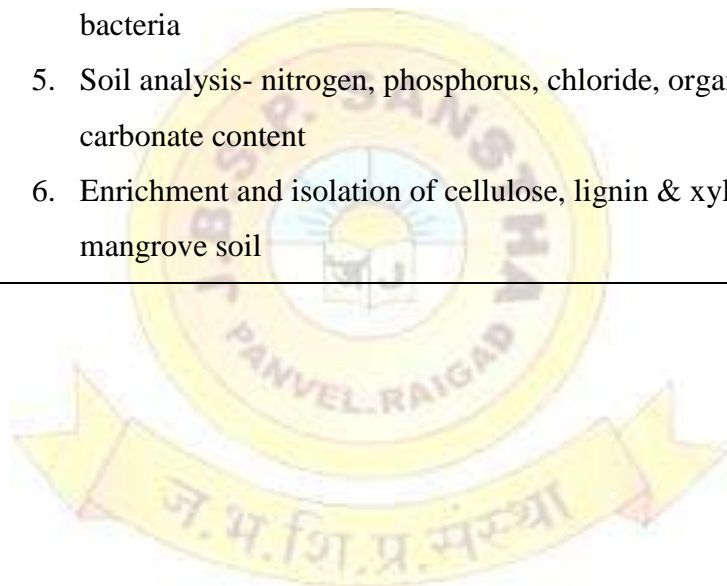 bacteria
5. Soil analysis- nitrogen, phosphorus, chloride, orga
carbonate content
6. Enrichment and isolation of cellulose, lignin & xyl
mangrove soil
J.B.S.P. SANSTHA
ज J
PANVEL.RAIGAD
ज.भ.शि.प्र.संस्था